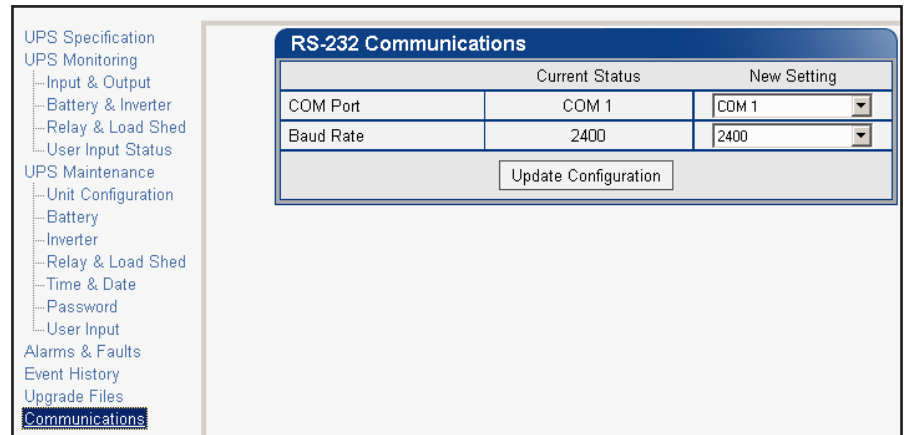 UPS Specification
UPS Monitoring
Input & Output
Battery & Inverter
Relay & Load Shed
User Input Status
UPS Maintenance
Unit Configuration
Battery
Inverter
Relay & Load Shed
Time & Date
Password
User Input
Alarms & Faults
Event History
Upgrade Files
Communications
RS-232 Communications
Current Status New Setting
COM Port COM 1 COM 1
Baud Rate 2400 2400
Update Configuration